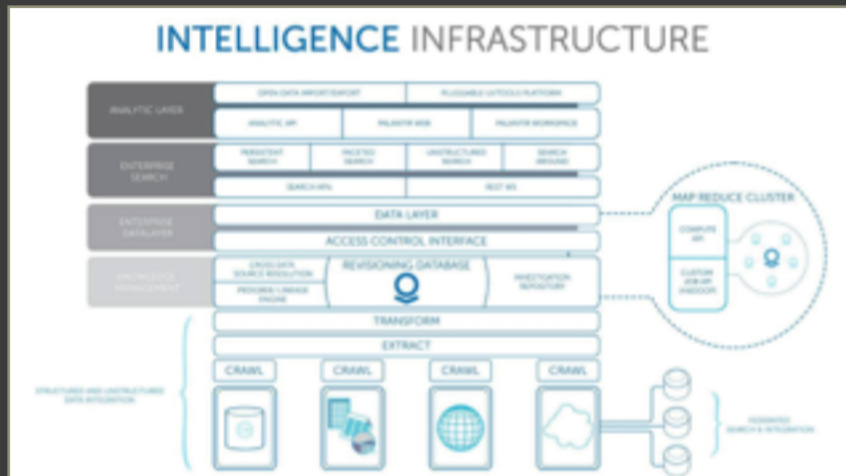 INTELLIGENCE INFRASTRUCTURE
ANALYTIC LAYER
OPEN DATA IMPORT/EXPORT
PLUGGABLE UI/TOOLS PLATFORM
ANALYTIC API
PALANTIR WEB
PALANTIR WORKSPACE
ENTERPRISE
SEARCH
PERSISTENT
SEARCH
FACETED
SEARCH
UNSTRUCTURED
SEARCH
SEARCH
AROUND
SEARCH APIs
REST WS
ENTERPRISE
DATALAYER
DATA LAYER
ACCESS CONTROL INTERFACE
KNOWLEDGE
MANAGEMENT
CROSS DATA
SOURCE RESOLUTION
PEDIGREE/LINEAGE
ENGINE
REVISIONING DATABASE
INVESTIGATION
REPOSITORY
MAP REDUCE CLUSTER
COMPUTE
API
CUSTOM
JOB API
(HADOOP)
TRANSFORM
EXTRACT
CRAWL
CRAWL
CRAWL
CRAWL
STRUCTURED AND UNSTRUCTURED
DATA INTEGRATION
FEDERATED
SEARCH & INTEGRATION